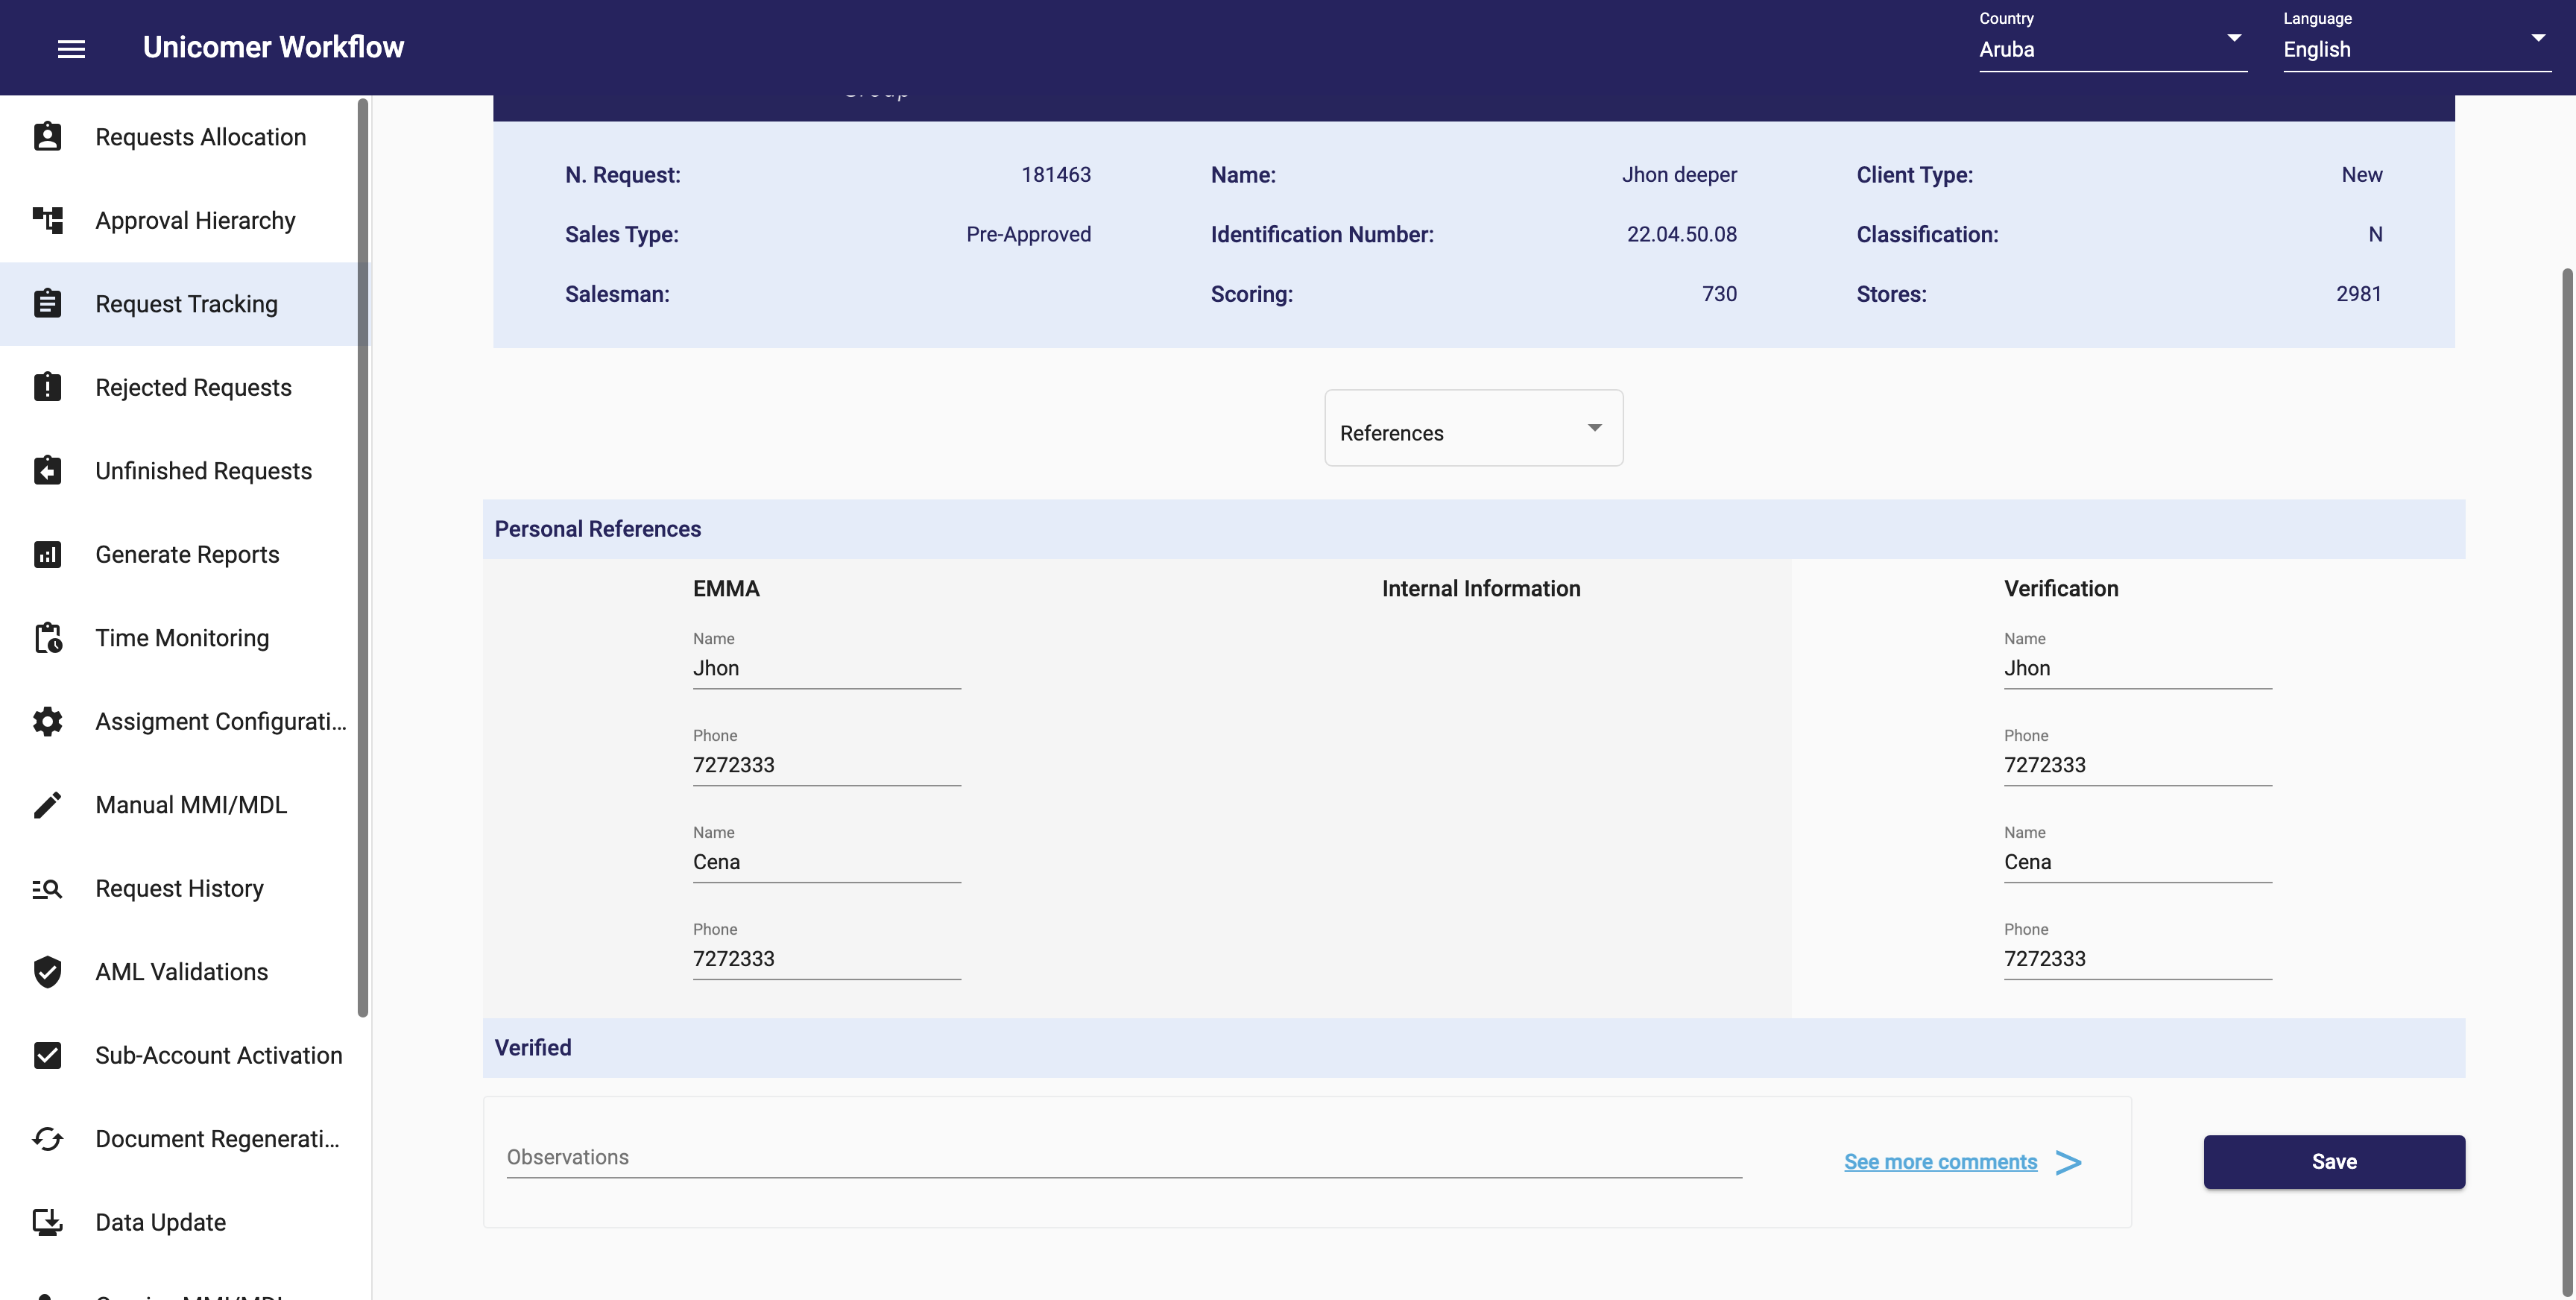 Unicomer Workflow
Country
Aruba
Language
English
Requests Allocation
Approval Hierarchy
Request Tracking
Rejected Requests
Unfinished Requests
Generate Reports
Time Monitoring
Assigment Configurati...
Manual MMI/MDL
Request History
AML Validations
Sub-Account Activation
Document Regenerati...
Data Update
N. Request: 181463 Name: Jhon deeper Client Type: New
Sales Type: Pre-Approved Identification Number: 22.04.50.08 Classification: N
Salesman: Scoring: 730 Stores: 2981
References
Personal References
EMMA Internal Information Verification
Name Name
Jhon Jhon
Phone Phone
7272333 7272333
Name Name
Cena Cena
Phone Phone
7272333 7272333
Verified
Observations See more comments > Save